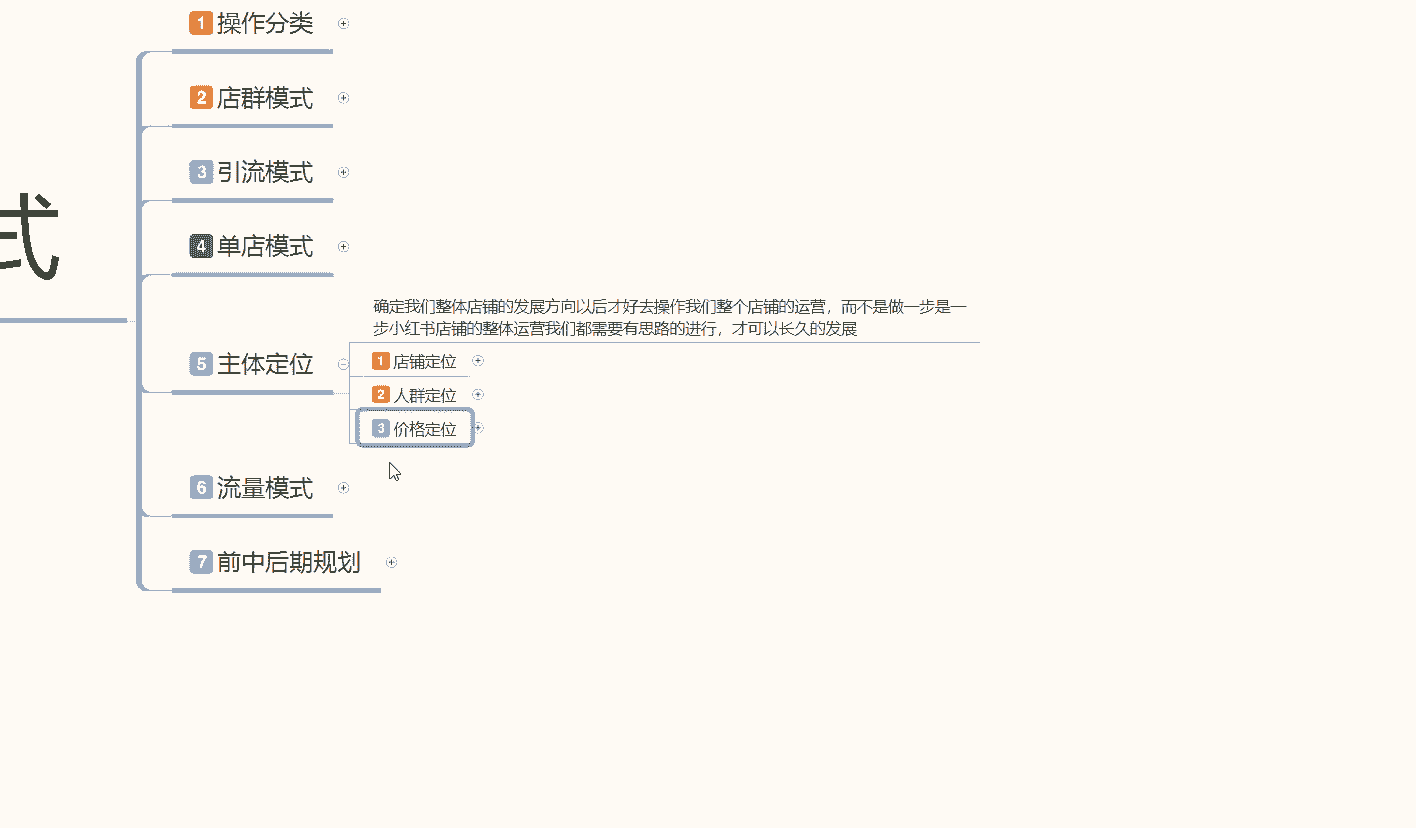 1 操作分类
2 店群模式
3 引流模式
式
4 单店模式
确定我们整体店铺的发展方向以后才好去操作我们整个店铺的运营，而不是做一步是一
步小红书店铺的整体运营我们都需要有思路的进行，才可以长久的发展
5 主体定位
1 店铺定位
2 人群定位
3 价格定位
6 流量模式
7 前中后期规划